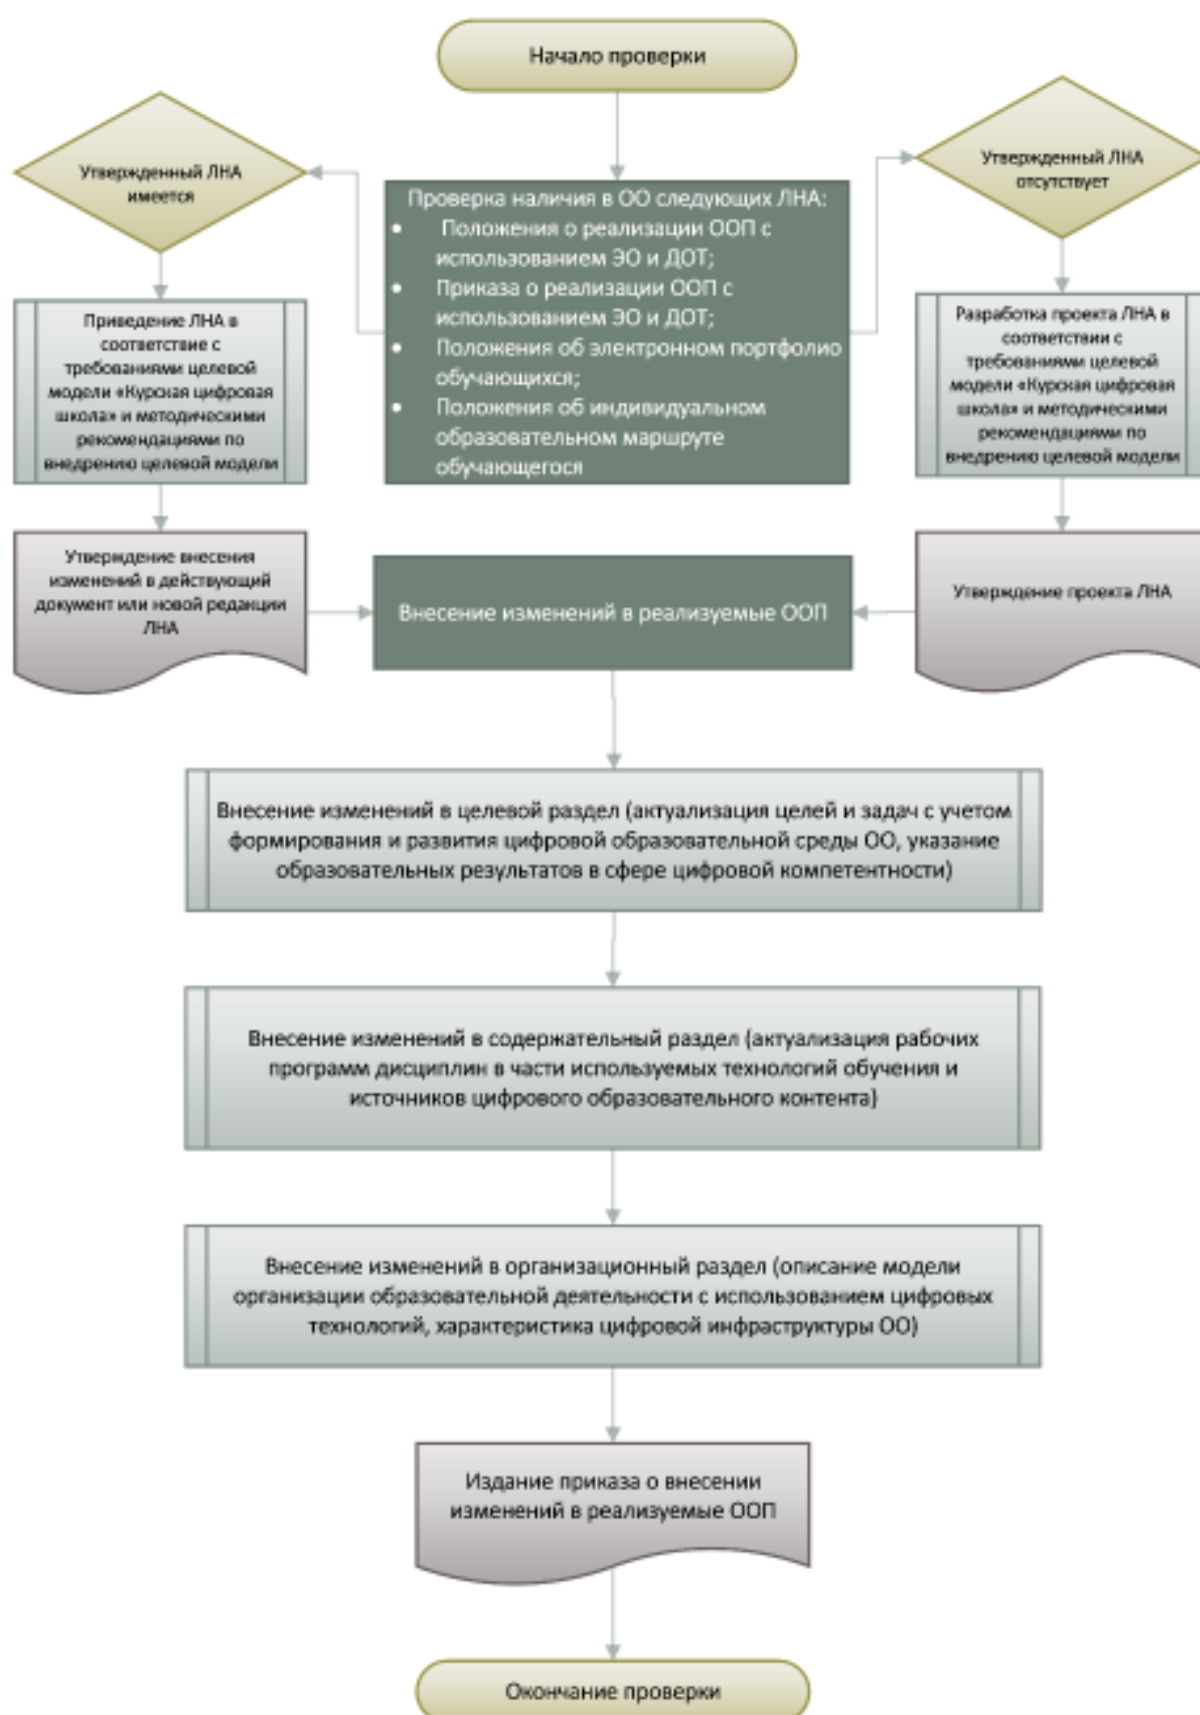 Начало проверки
Утвержденный ЛНА
имеется
Утвержденный ЛНА
отсутствует
Проверка наличия в ОО следующих ЛНА:
• Положения о реализации ООП с
использованием ЭО и ДОТ;
• Приказа о реализации ООП с
использованием ЭО и ДОТ;
• Положения об электронном портфолио
обучающихся;
• Положения об индивидуальном
образовательном маршруте
обучающегося
Приведение ЛНА в
соответствие с
требованиями целевой
модели «Курская цифровая
школа» и методическими
рекомендациями по
внедрению целевой модели
Разработка проекта ЛНА в
соответствии с
требованиями целевой
модели «Курская цифровая
школа» и методическими
рекомендациями по
внедрению целевой модели
Утверждение внесения
изменений в действующий
документ или новой редакции
ЛНА
Внесение изменений в реализуемые ООП
Утверждение проекта ЛНА
Внесение изменений в целевой раздел (актуализация целей и задач с учетом
формирования и развития цифровой образовательной среды ОО, указание
образовательных результатов в сфере цифровой компетентности)
Внесение изменений в содержательный раздел (актуализация рабочих
программ дисциплин в части используемых технологий обучения и
источников цифрового образовательного контента)
Внесение изменений в организационный раздел (описание модели
организации образовательной деятельности с использованием цифровых
технологий, характеристика цифровой инфраструктуры ОО)
Издание приказа о внесении
изменений в реализуемые ООП
Окончание проверки